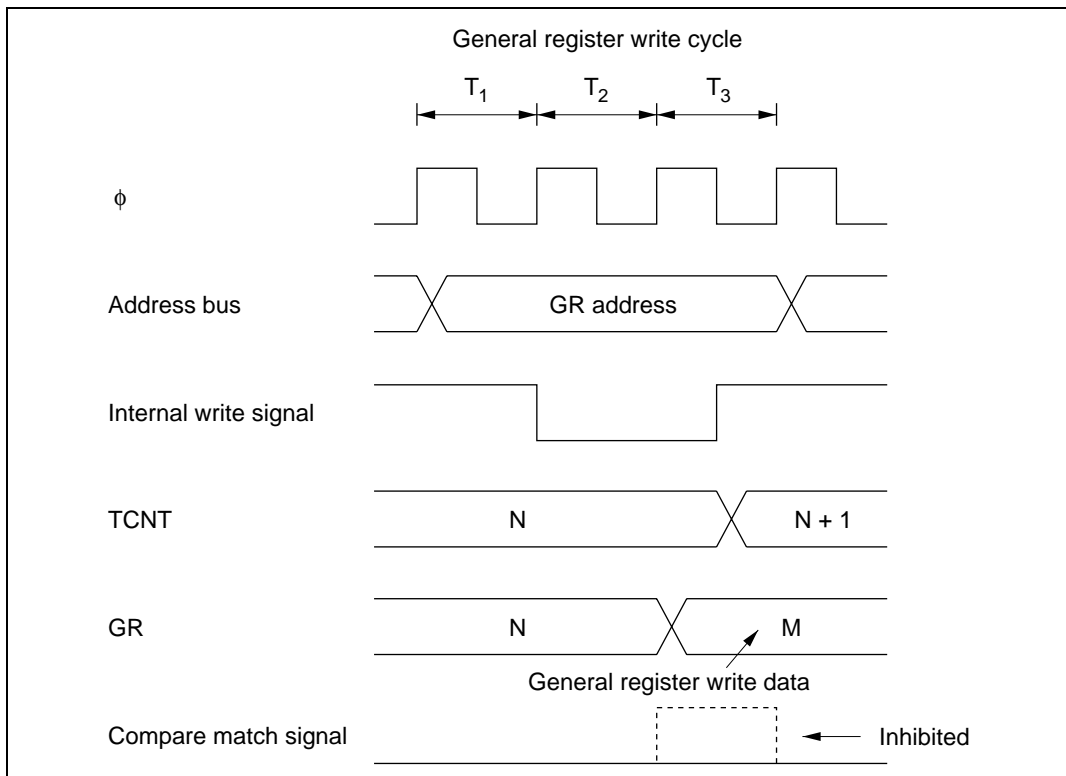 General register write cycle
T1 T2 T3
ϕ
Address bus GR address
Internal write signal
TCNT N N + 1
GR N M
General register write data
Compare match signal Inhibited